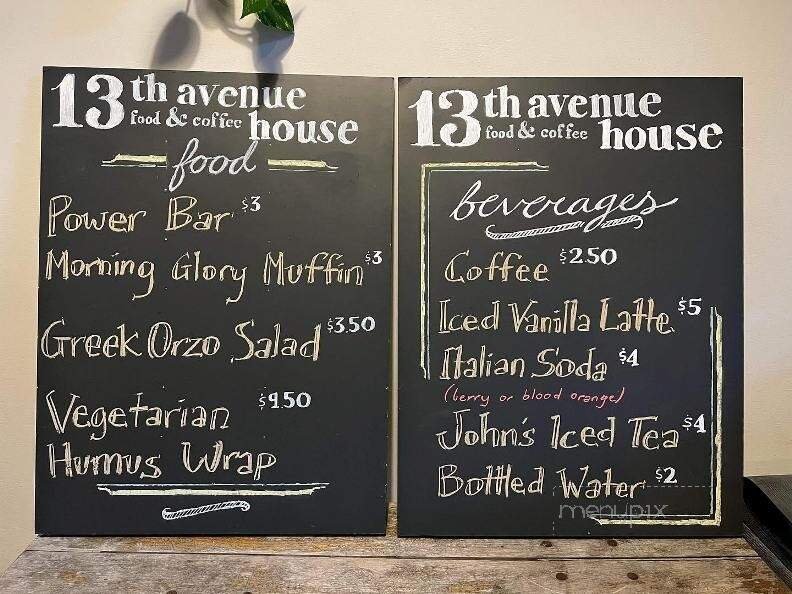 13th avenue
food & coffee house
food
Power Bar $3
Morning Glory Muffin $3
Greek Orzo Salad $3.50
Vegetarian $9.50
Humus Wrap
13th avenue
food & coffee house
beverages
Coffee $2.50
Iced Vanilla Latte $5
Italian Soda $4
(berry or blood orange)
John's Iced Tea $4
Bottled Water $2
menupix